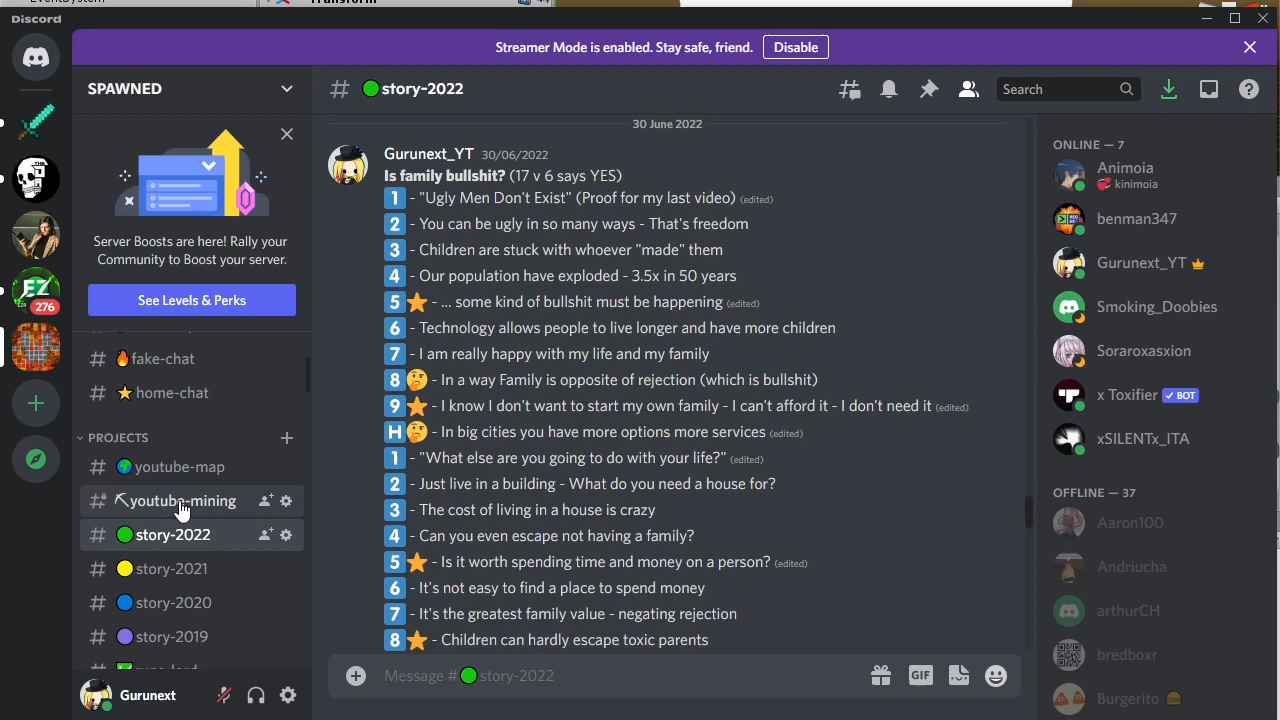 Discord
Streamer Mode is enabled. Stay safe, friend. Disable
SPAWNED
Server Boosts are here! Rally your
Community to Boost your server.
See Levels & Perks
276
fake-chat
home-chat
PROJECTS
youtube-map
youtube-mining
story-2022
story-2021
story-2020
story-2019
Gurunext
# story-2022
Search
30 June 2022
Gurunext_YT 30/06/2022
Is family bullshit? (17 v 6 says YES)
1 - "Ugly Men Don't Exist" (Proof for my last video) (edited)
2 - You can be ugly in so many ways - That's freedom
3 - Children are stuck with whoever "made" them
4 - Our population have exploded - 3.5x in 50 years
5⭐ - ... some kind of bullshit must be happening (edited)
6 - Technology allows people to live longer and have more children
7 - I am really happy with my life and my family
8🤔 - In a way Family is opposite of rejection (which is bullshit)
9⭐ - I know I don't want to start my own family - I can't afford it - I don't need it (edited)
H🤔 - In big cities you have more options more services (edited)
1 - "What else are you going to do with your life?" (edited)
2 - Just live in a building - What do you need a house for?
3 - The cost of living in a house is crazy
4 - Can you even escape not having a family?
5⭐ - Is it worth spending time and money on a person? (edited)
6 - It's not easy to find a place to spend money
7 - It's the greatest family value - negating rejection
8⭐ - Children can hardly escape toxic parents
Message # story-2022
GIF
ONLINE — 7
Animoia
kinimoia
benman347
Gurunext_YT
Smoking_Doobies
Soraroxasxion
x Toxifier ✓ BOT
xSILENTx_ITA
OFFLINE — 37
Aaron100
Andriucha
arthurCH
bredboxr
Burgerito